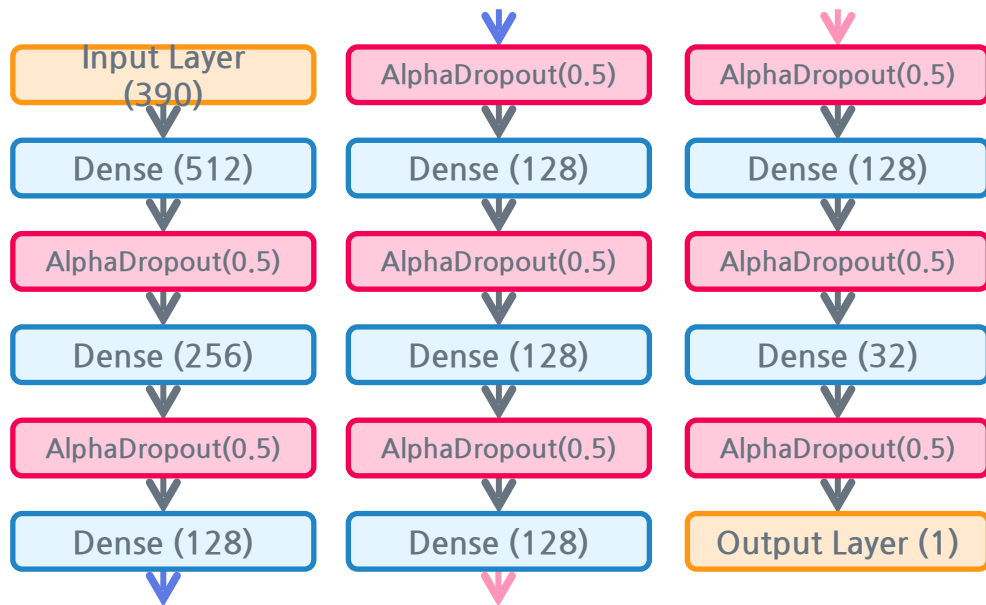 Input Layer
(390)
Dense (512)
AlphaDropout(0.5)
Dense (256)
AlphaDropout(0.5)
Dense (128)
AlphaDropout(0.5)
Dense (128)
AlphaDropout(0.5)
Dense (128)
AlphaDropout(0.5)
Dense (128)
AlphaDropout(0.5)
Dense (128)
AlphaDropout(0.5)
Dense (32)
AlphaDropout(0.5)
Output Layer (1)